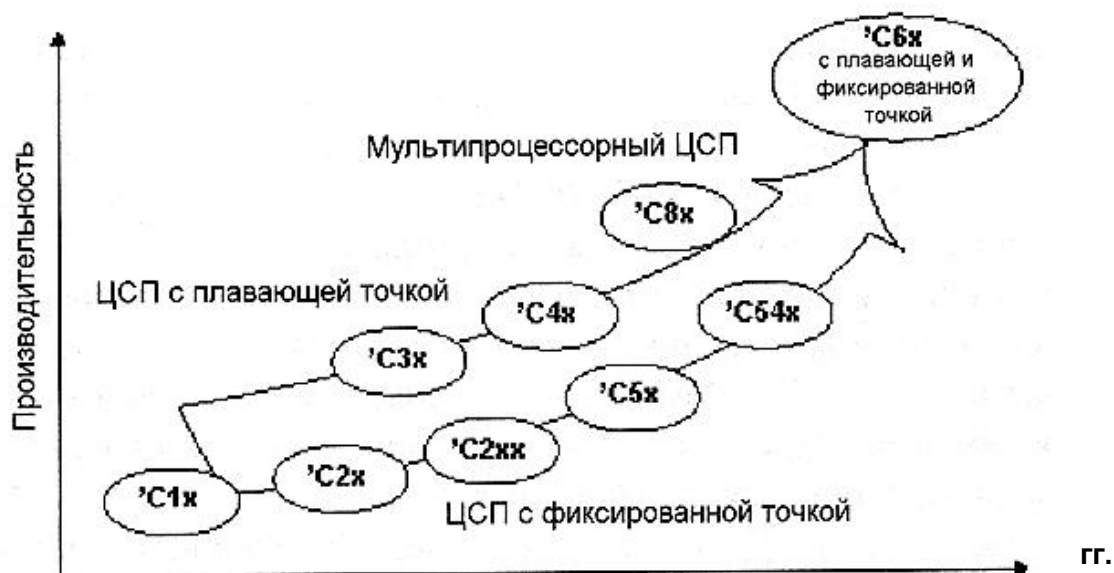 'C6x
с плавающей и
фиксированной
точкой
Мультипроцессорный ЦСП
'C8x
ЦСП с плавающей точкой
'C4x
'C54x
'C3x
'C5x
'C2xx
'C2x
'C1x
ЦСП с фиксированной точкой
Производительность
гг.